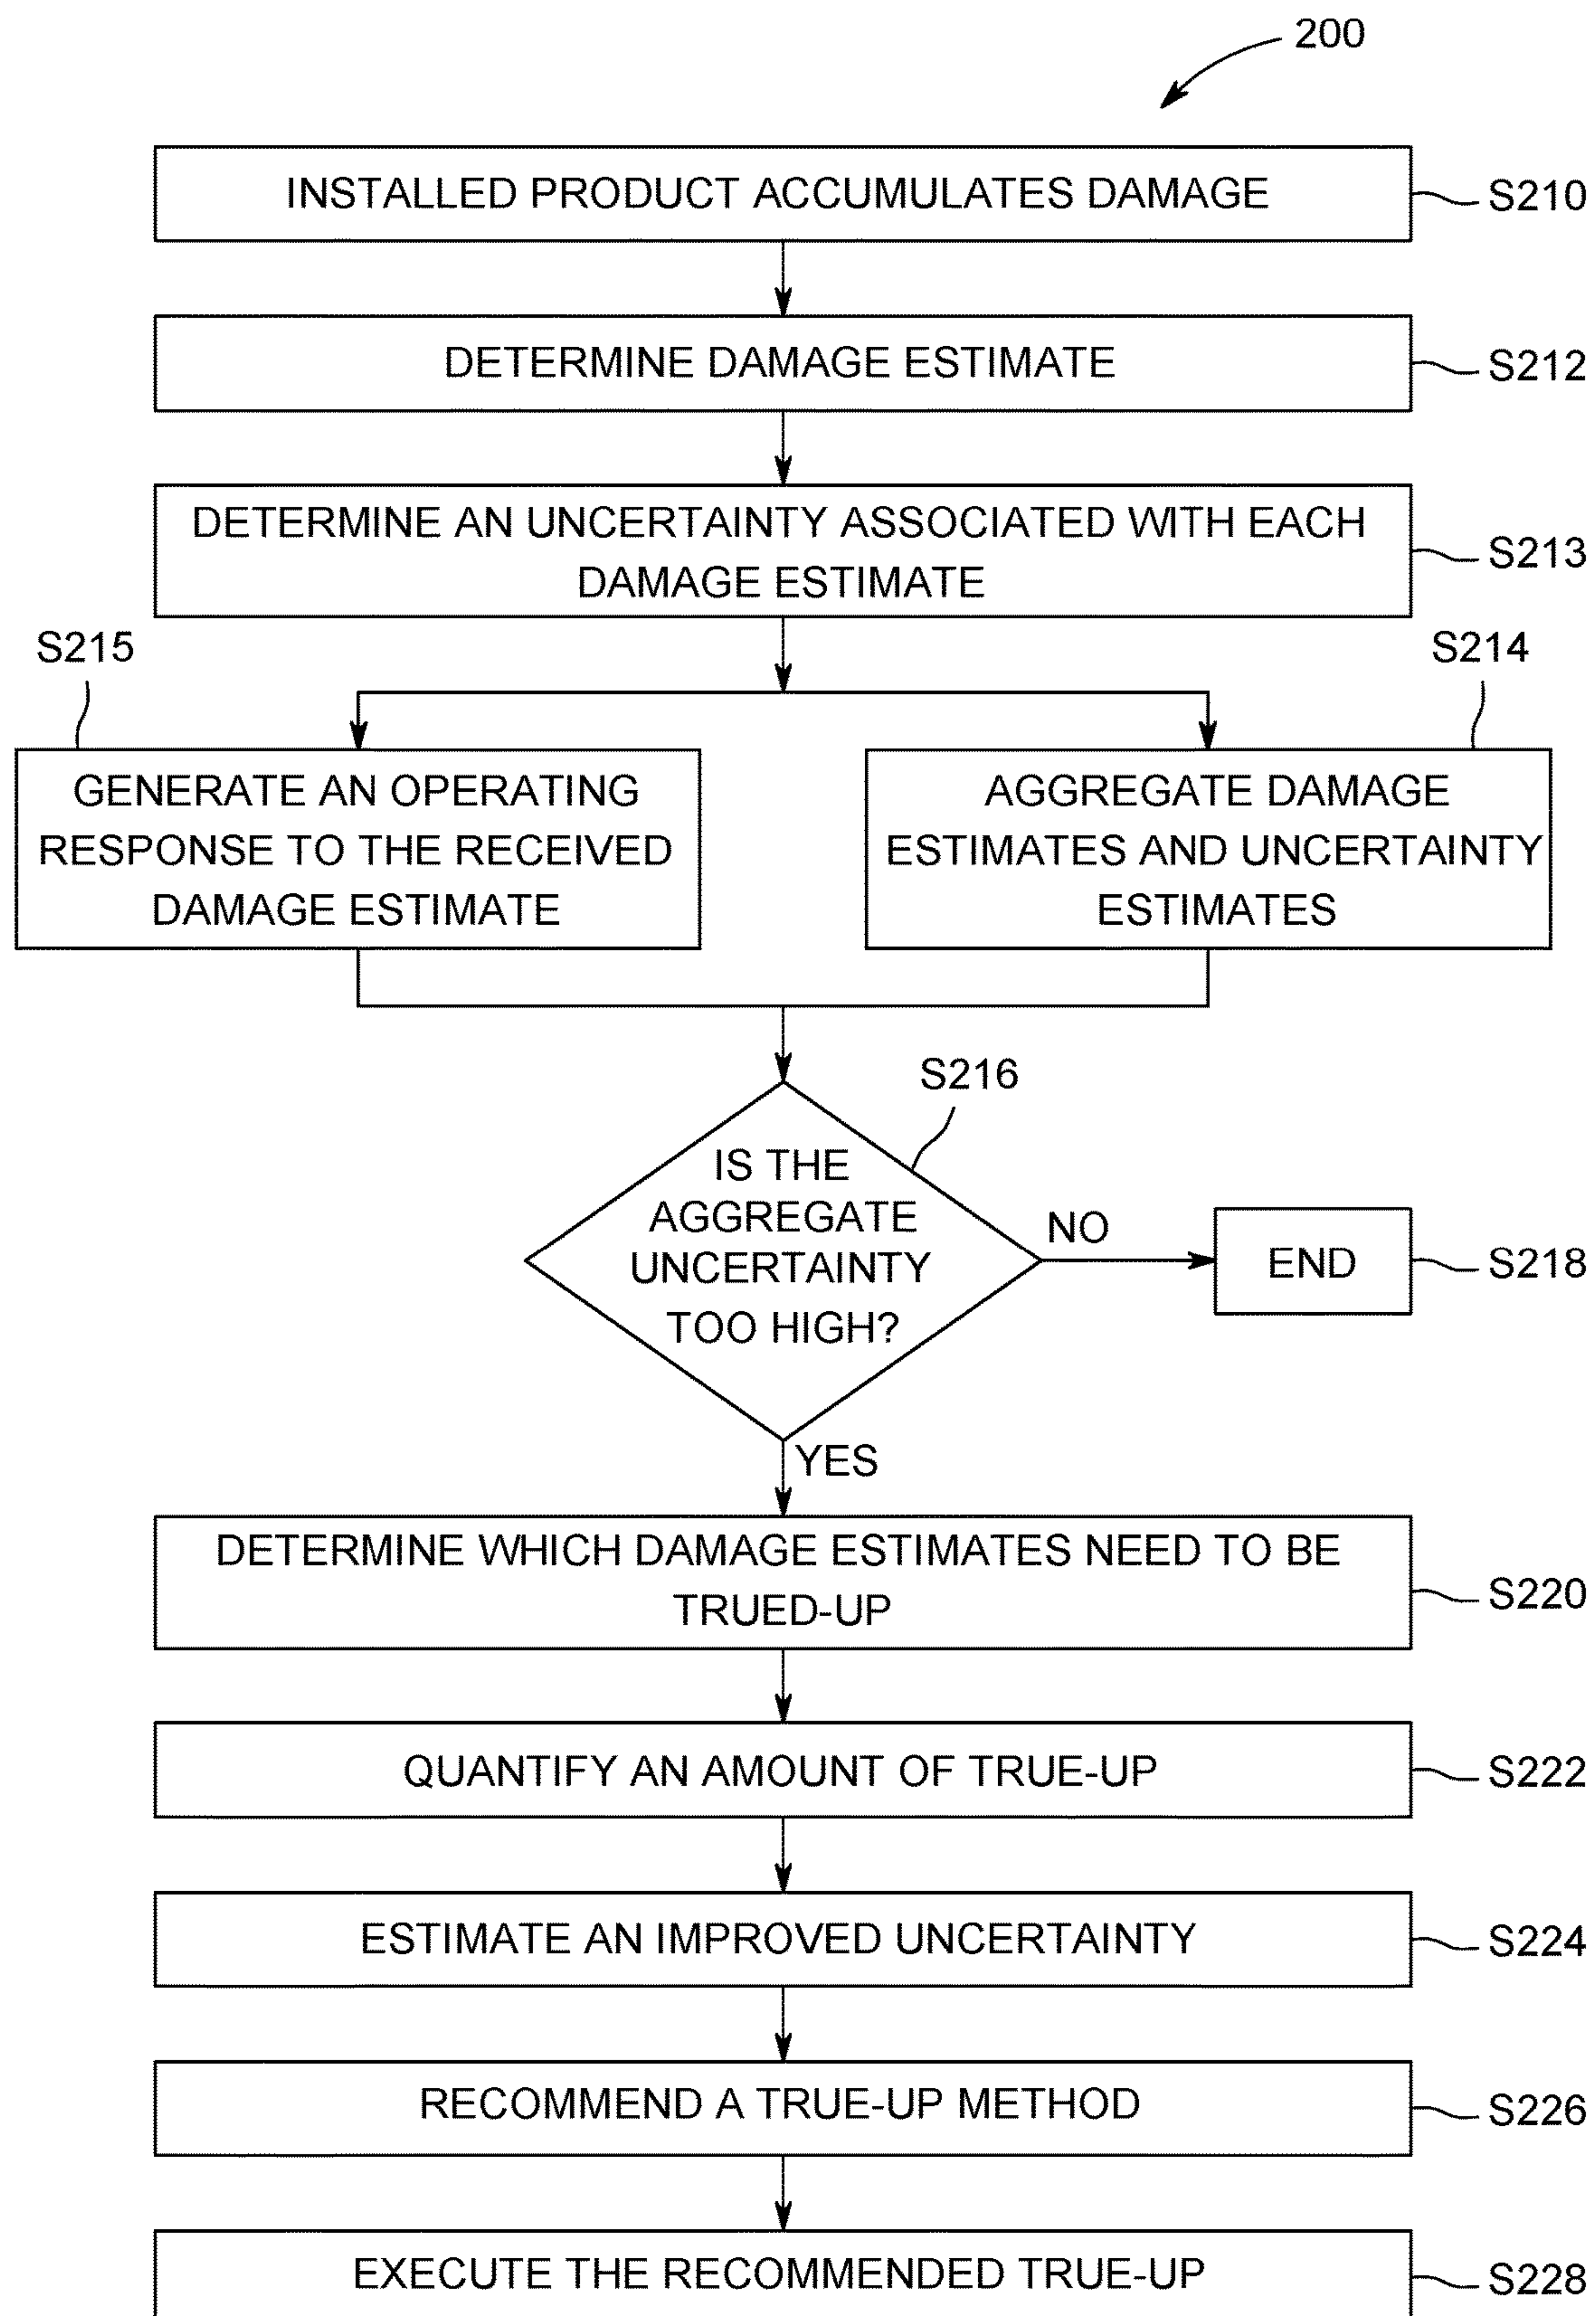 200
INSTALLED PRODUCT ACCUMULATES DAMAGE
S210
DETERMINE DAMAGE ESTIMATE
S212
DETERMINE AN UNCERTAINTY ASSOCIATED WITH EACH
DAMAGE ESTIMATE
S213
S215
GENERATE AN OPERATING
RESPONSE TO THE RECEIVED
DAMAGE ESTIMATE
S214
AGGREGATE DAMAGE
ESTIMATES AND UNCERTAINTY
ESTIMATES
S216
IS THE
AGGREGATE
UNCERTAINTY
TOO HIGH?
NO
END
S218
YES
DETERMINE WHICH DAMAGE ESTIMATES NEED TO BE
TRUED-UP
S220
QUANTIFY AN AMOUNT OF TRUE-UP
S222
ESTIMATE AN IMPROVED UNCERTAINTY
S224
RECOMMEND A TRUE-UP METHOD
S226
EXECUTE THE RECOMMENDED TRUE-UP
S228